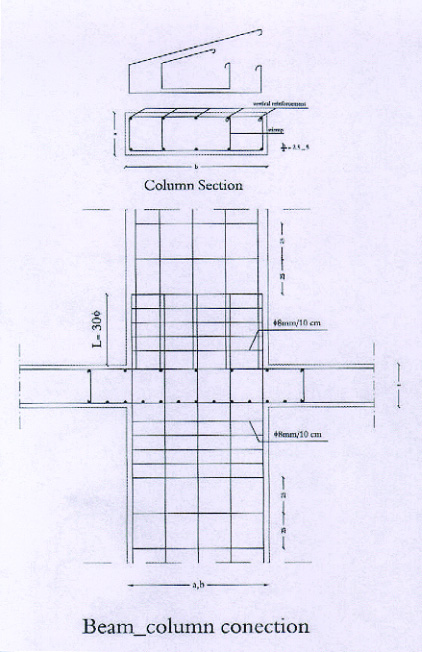 vertical reinforcement
stirrup
a
b
Column Section
L= 30ϕ
ϕ8mm/10 cm
ϕ8mm/10 cm
a,b
Beam_column conection